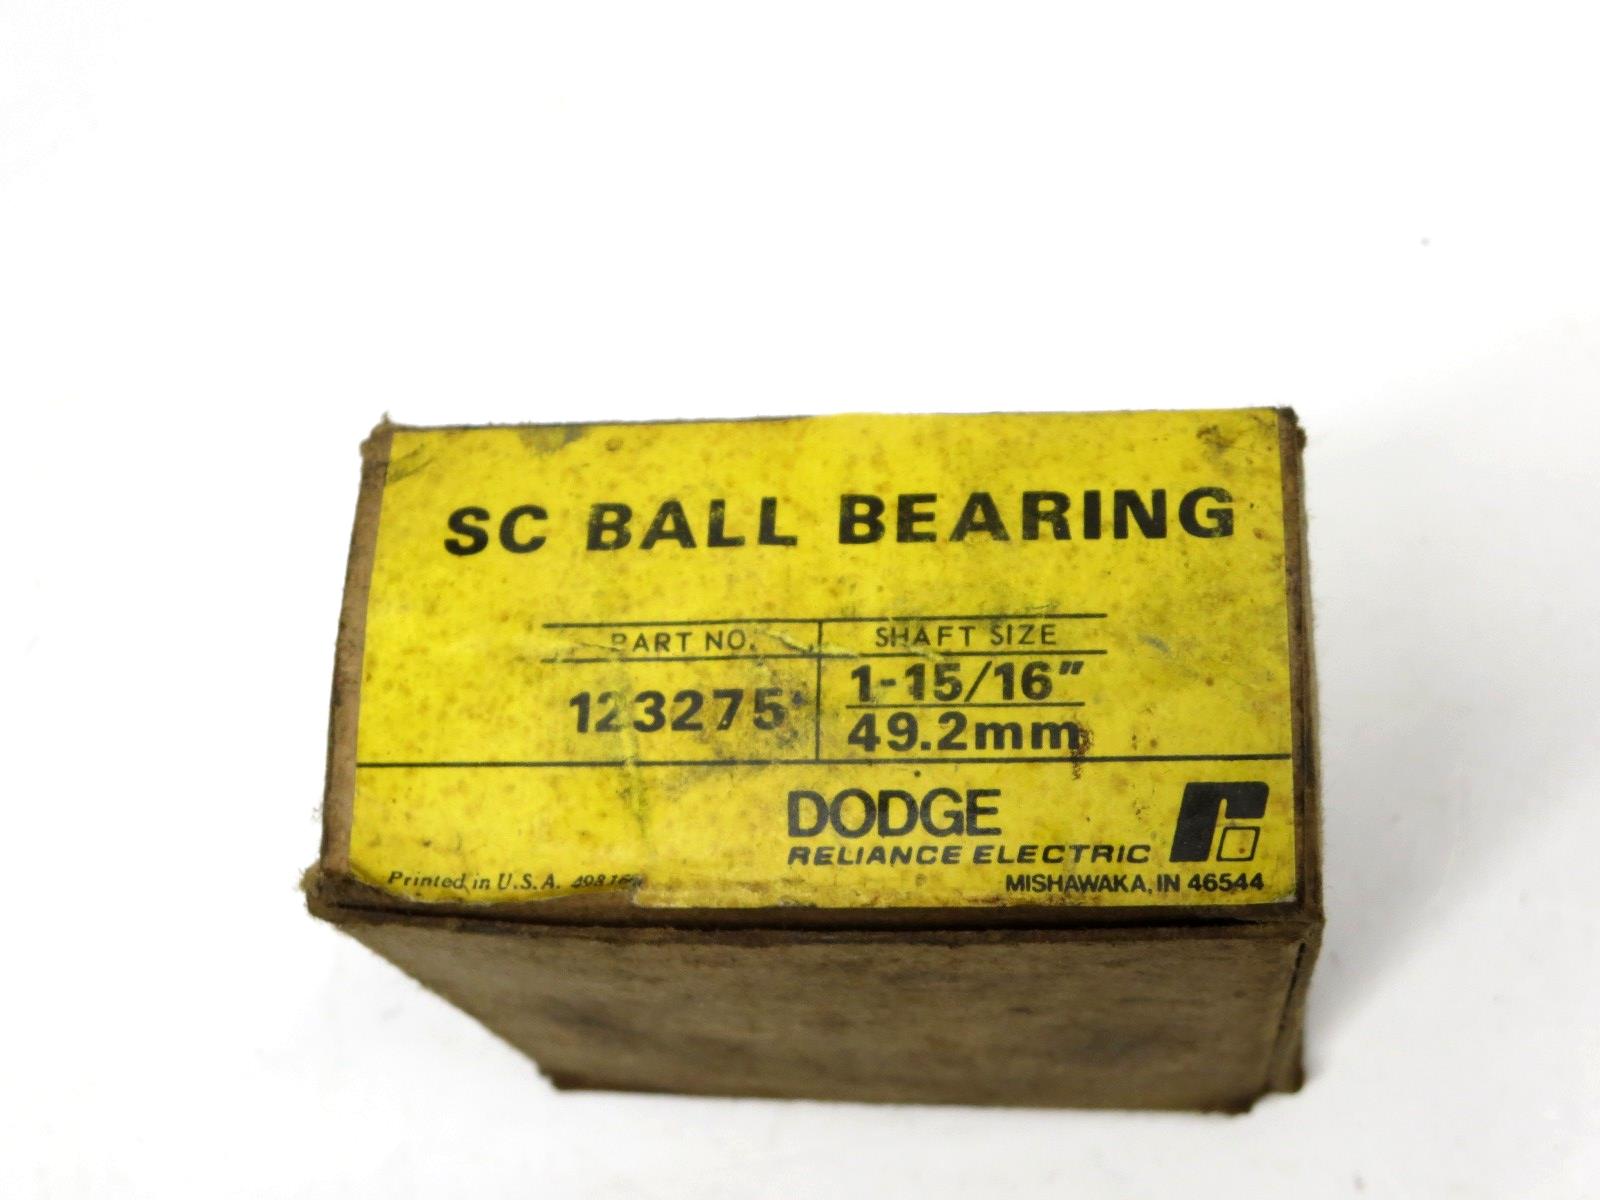 SC BALL BEARING
PART NO. SHAFT SIZE
123275 1-15/16"
49.2mm
DODGE
RELIANCE ELECTRIC
Printed in U.S.A.
MISHAWAKA, IN 46544